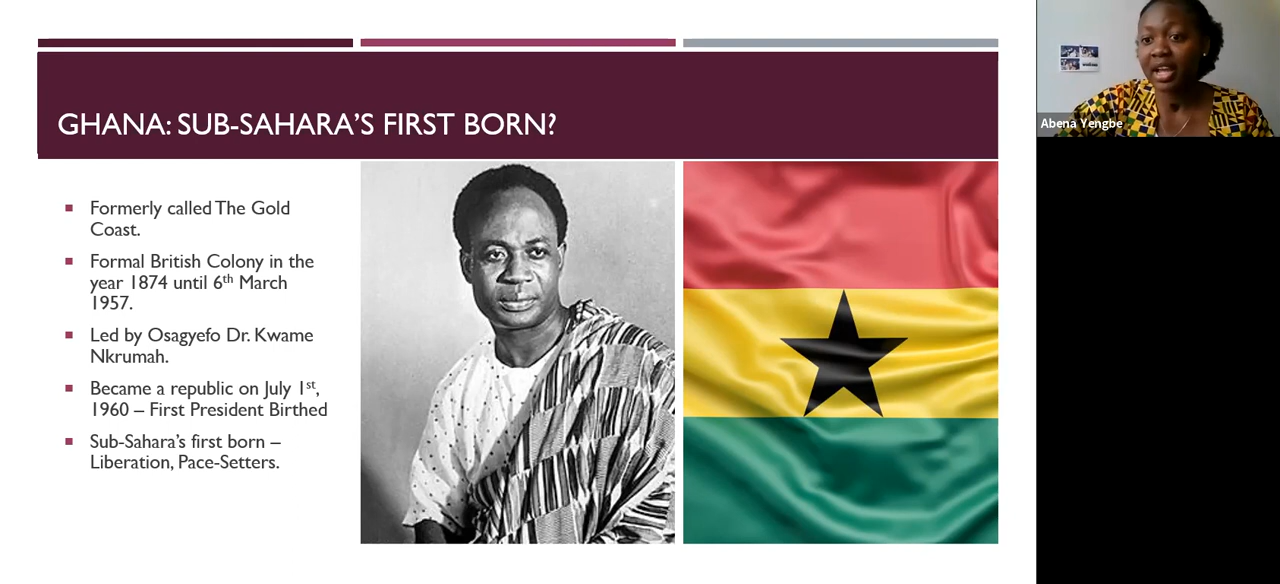 GHANA: SUB-SAHARA'S FIRST BORN?
Formerly called The Gold
Coast.
Formal British Colony in the
year 1874 until 6th March
1957.
Led by Osagyefo Dr. Kwame
Nkrumah.
Became a republic on July 1st,
1960 – First President Birthed
Sub-Sahara's first born –
Liberation, Pace-Setters.
Abena Yengbe